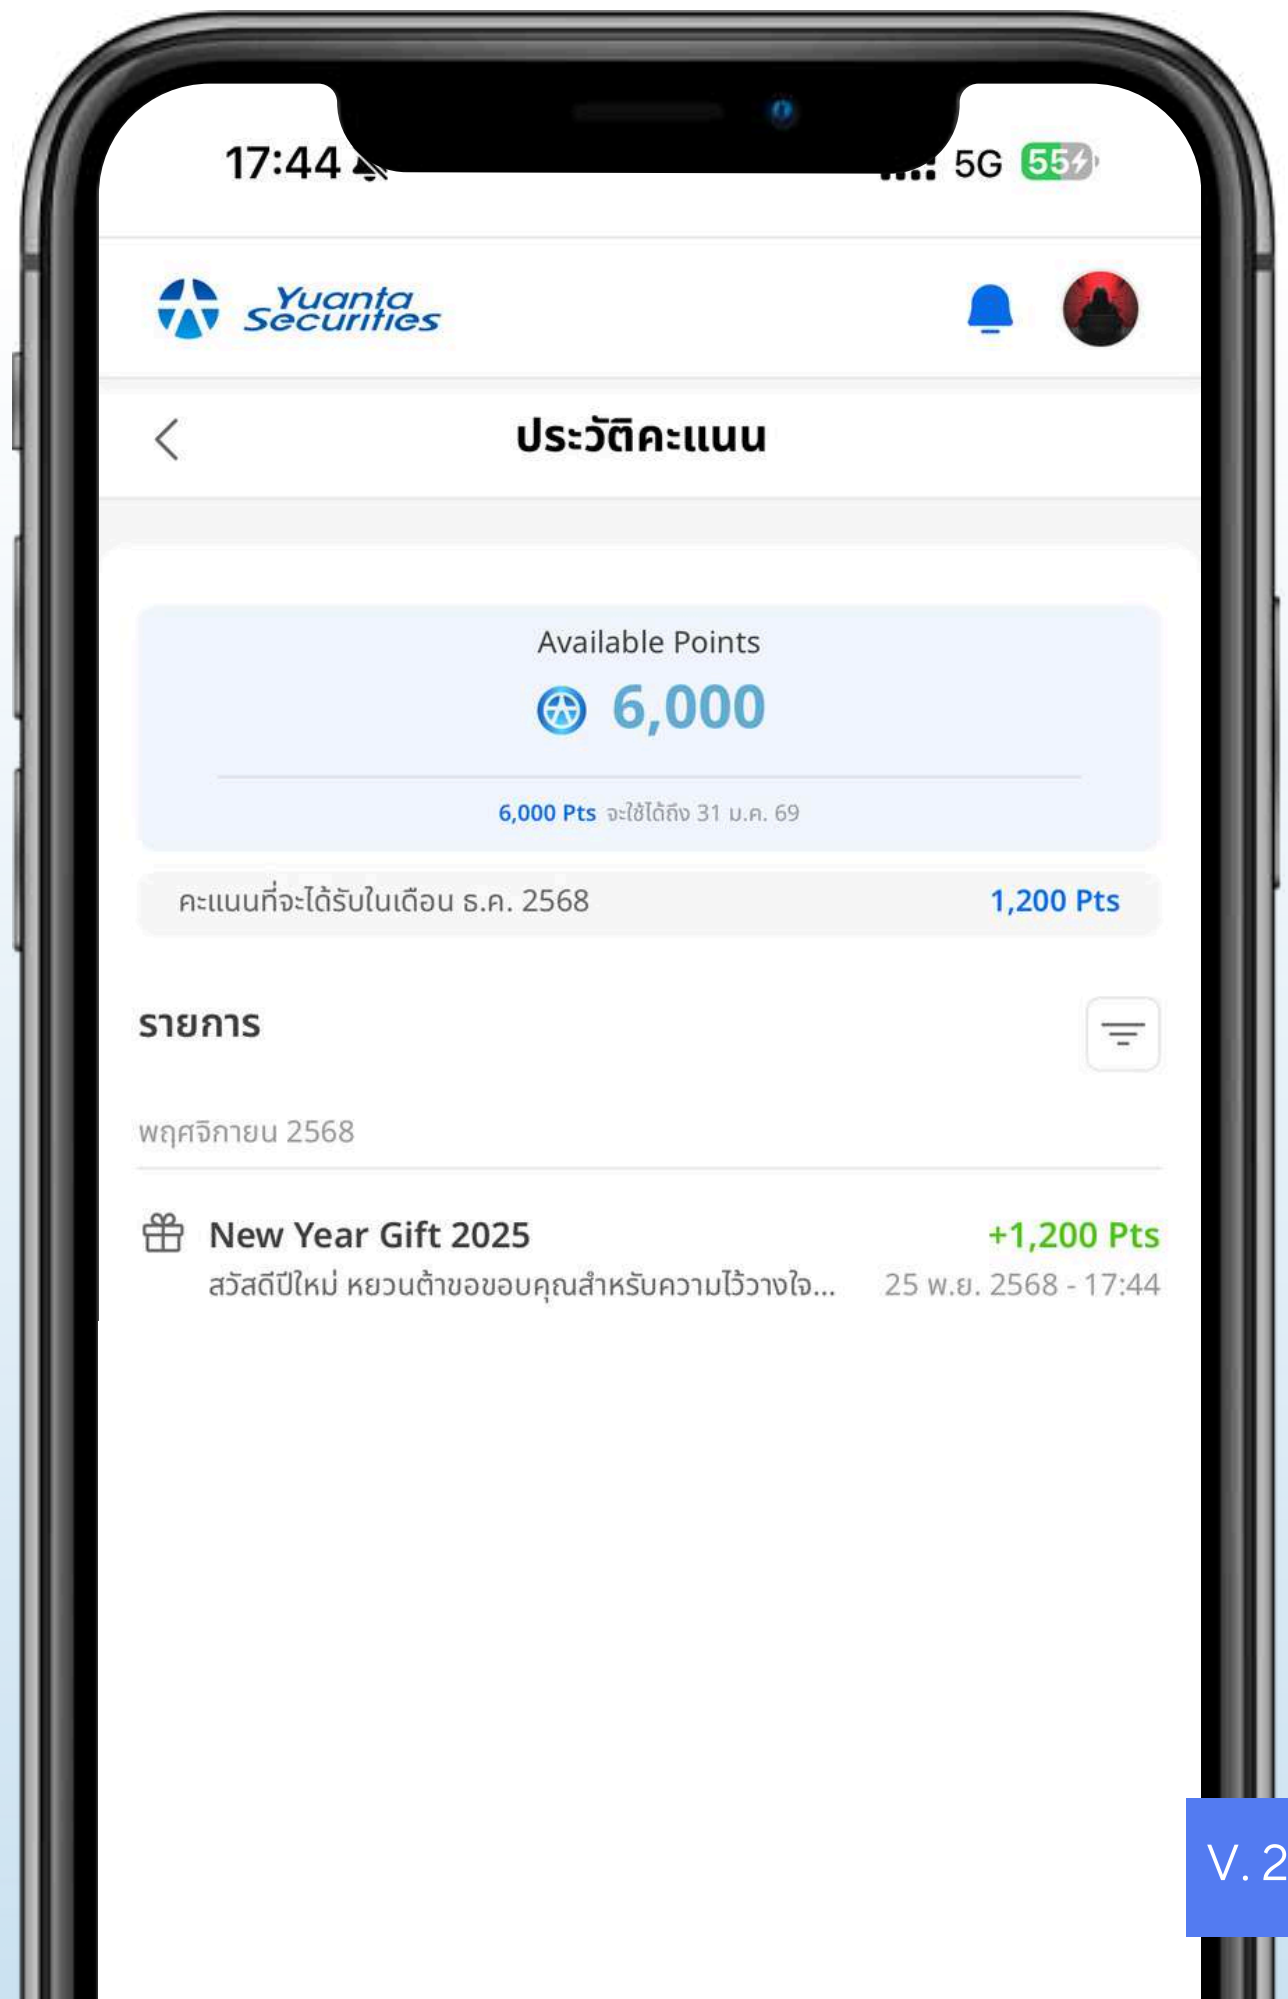 17:44
5G 55
Yuanta
Securities
ประวัติคะแนน
Available Points
6,000
6,000 Pts จะใช้ได้ถึง 31 ม.ค. 69
คะแนนที่จะได้รับในเดือน ธ.ค. 2568 1,200 Pts
รายการ
พฤศจิกายน 2568
New Year Gift 2025 +1,200 Pts
สวัสดีปีใหม่ หยวนต้าขอขอบคุณสำหรับความไว้วางใจ... 25 พ.ย. 2568 - 17:44
V. 2